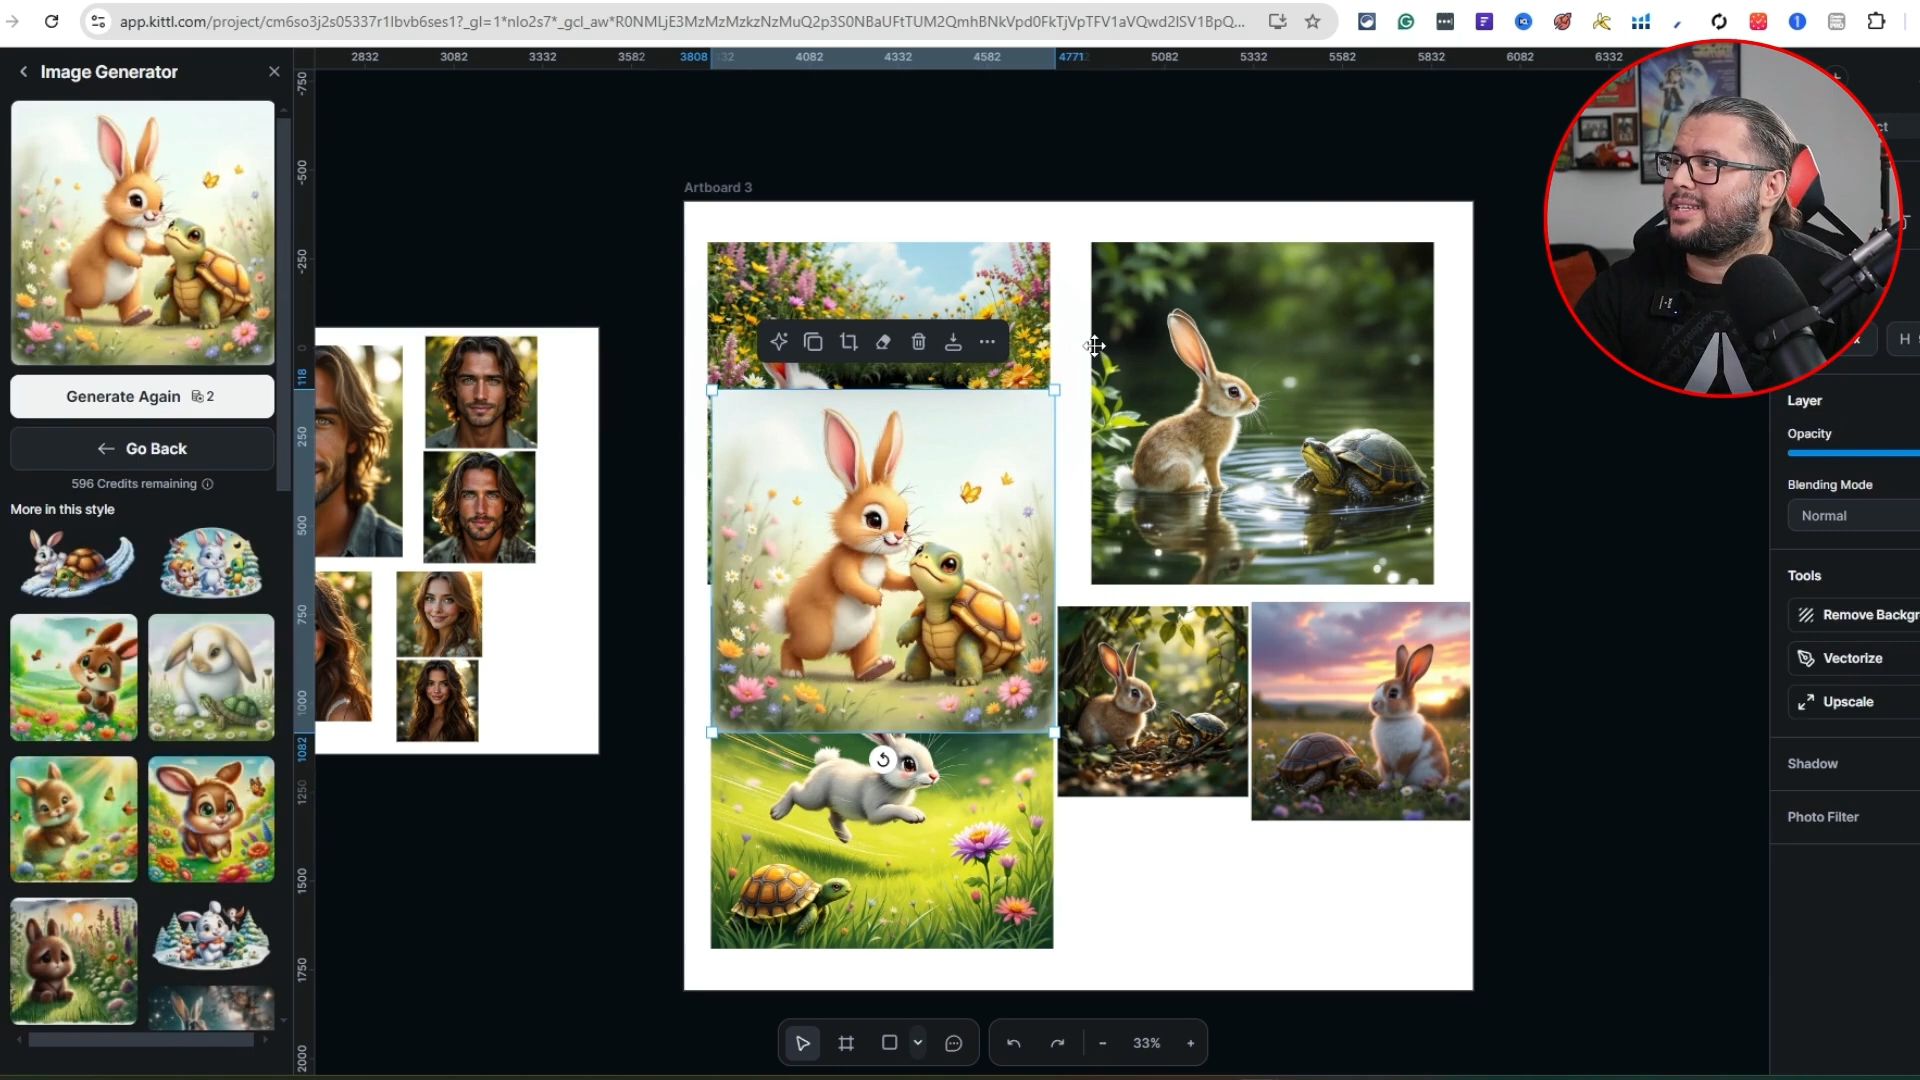 app.kittl.com/project/cm6so3j2s05337r1lbvb6ses1?_gl=1*nlo2s7*_gcl_aw*R0NMLjE3MzMzMzkzNzMuQ2p3S0NBaUFtTUM2QmhBNkVpd0FkTjVpTFV1aVQwd2lSV1BpQ...
Image Generator
2832 3082 3332 3582 3808 4082 4332 4582 4771 5082 5332 5582 5832 6082 6332
-750
-500
-250
0
118
250
500
750
1000
1082
1250
1500
1750
2000
Artboard 3
Generate Again 2
Go Back
596 Credits remaining
More in this style
H
Layer
Opacity
Blending Mode
Normal
Tools
Remove Backgr
Vectorize
Upscale
Shadow
Photo Filter
33%